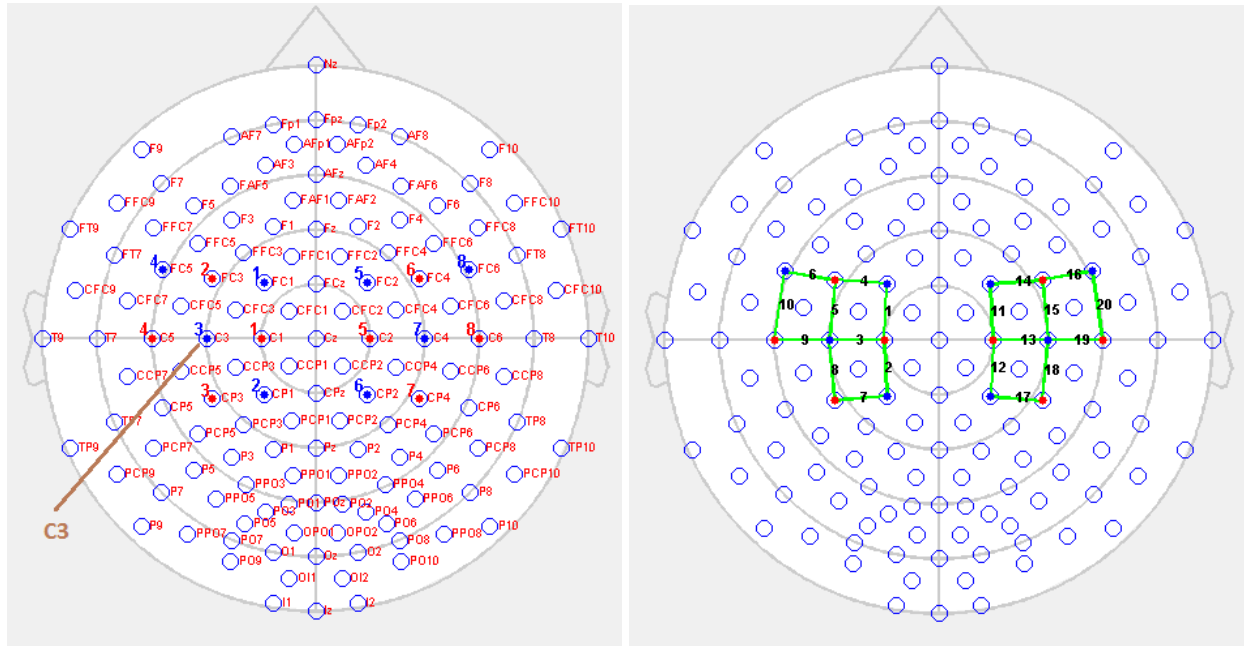 Nz
Fp1 Fpz Fp2
AF7 AF8
AFp1 AFp2
F9 F10
AF3 AF4
AFz
F7 FAF5 FAF6 F8
FFC9 F5 FAF1 FAF2 F6 FFC10
F3 F1 F2 F4
FT9 FFC7 Fz FFC8 FT10
FFC5 FFC6
FT7 FFC3 FFC1 FFC2 FFC4 FT8
4 FC5 2 FC3 1 FC1 FCz 5 FC2 6 FC4 8 FC6
CFC9 CFC7 CFC5 CFC3 CFC1 CFC2 CFC4 CFC6 CFC8 CFC10
T9 T7 4 C5 3 C3 1 C1 Cz 5 C2 7 C4 8 C6 T8 T10
CCP7 CCP5 CCP3 CCP1 CCP2 CCP4 CCP6 CCP8
3 CP3 2 CP1 CPz 6 CP2 7 CP4
CP5 CP6
TP7 PCP5 PCP3 PCP1 PCP2 PCP4 PCP6 TP8
TP9 PCP7 P3 P1 Pz P2 P4 PCP8 TP10
PCP9 P5 PPO1 PPO2 P6 PCP10
P7 PPO3 PPO4 P8
PPO5 PO1 POz PO2 PPO6
PO3 PO4
P9 PO5 PO6 P10
PPO7 PO7 OPO1 OPO2 PO8 PPO8
O1 Oz O2
PO9 PO10
OI1 OI2
I1 Iz I2
C3
6 4 14 16
10 5 1 11 15 20
9 3 13 19
8 2 12 18
7 17